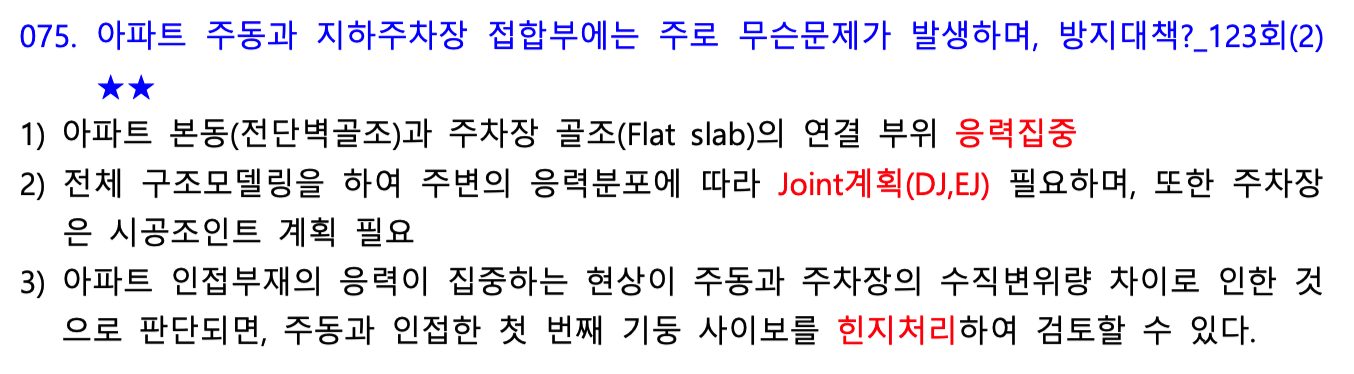 075. 아파트 주동과 지하주차장 접합부에는 주로 무슨문제가 발생하며, 방지대책?_123회(2)
★★
1) 아파트 본동(전단벽골조)과 주차장 골조(Flat slab)의 연결 부위 응력집중
2) 전체 구조모델링을 하여 주변의 응력분포에 따라 Joint계획(DJ,EJ) 필요하며, 또한 주차장
은 시공조인트 계획 필요
3) 아파트 인접부재의 응력이 집중하는 현상이 주동과 주차장의 수직변위량 차이로 인한 것
으로 판단되면, 주동과 인접한 첫 번째 기둥 사이보를 힌지처리하여 검토할 수 있다.